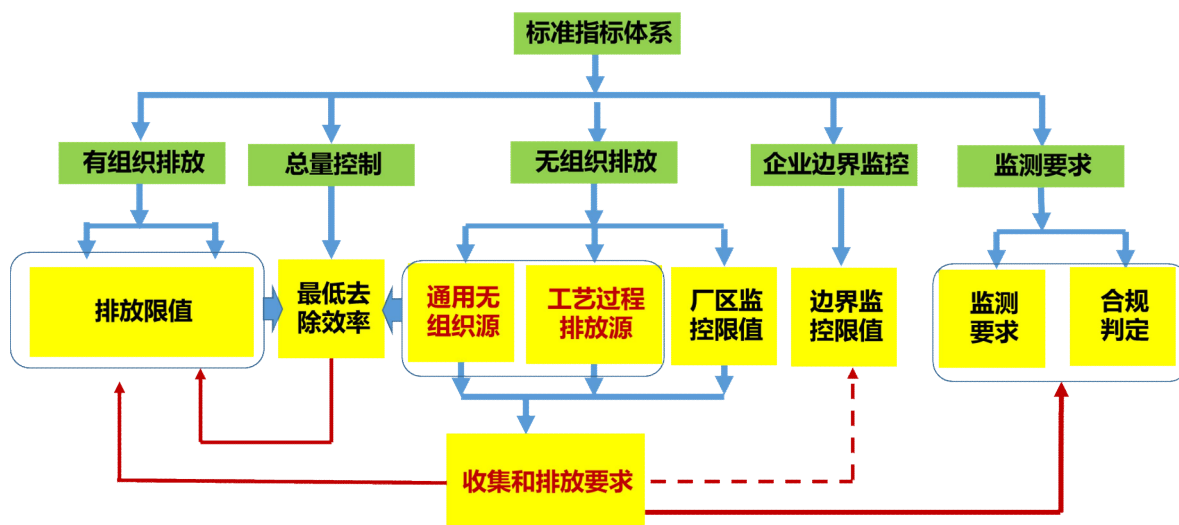 标准指标体系
有组织排放
总量控制
无组织排放
企业边界监控
监测要求
排放限值
最低去
除效率
通用无
组织源
工艺过程
排放源
厂区监
控限值
边界监
控限值
监测
要求
合规
判定
收集和排放要求